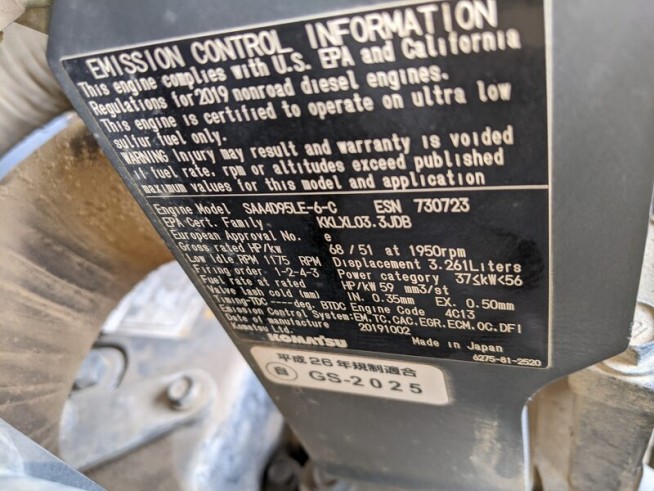 EMISSION CONTROL INFORMATION
This engine complies with U.S. EPA and California
Regulations for 2019 nonroad diesel engines.
This engine is certified to operate on ultra low
sulfur fuel only.
WARNING Injury may result and warranty is voided
if fuel rate. rpm or altitudes exceed published
maximum values for this model and application
Engine Model SAA4D95LE-6-C ESN 730723
EPA Cert. Family KKLXL03.3JDB
European Approval No. e
Gross rated HP/kw 68/51 at 1950rpm
Low Idle RPM 1175 RPM Displacement 3.261Liters
Firing order 1-2-4-3 Power category 37≤kW<56
Fuel rate at rated HP/kW 59 mm3/st
Valve lash cold (mm) IN. 0.35mm EX. 0.50mm
Timing-TDC ----deg. BTDC Engine Code 4C13
Emission Control System:EM.TC.CAC.EGR.ECM.OC.DFI
Date of manufacture 20191002
Komatsu Ltd. Made in Japan
KOMATSU 6275-81-2520
平成26年規制適合
自 GS-2025